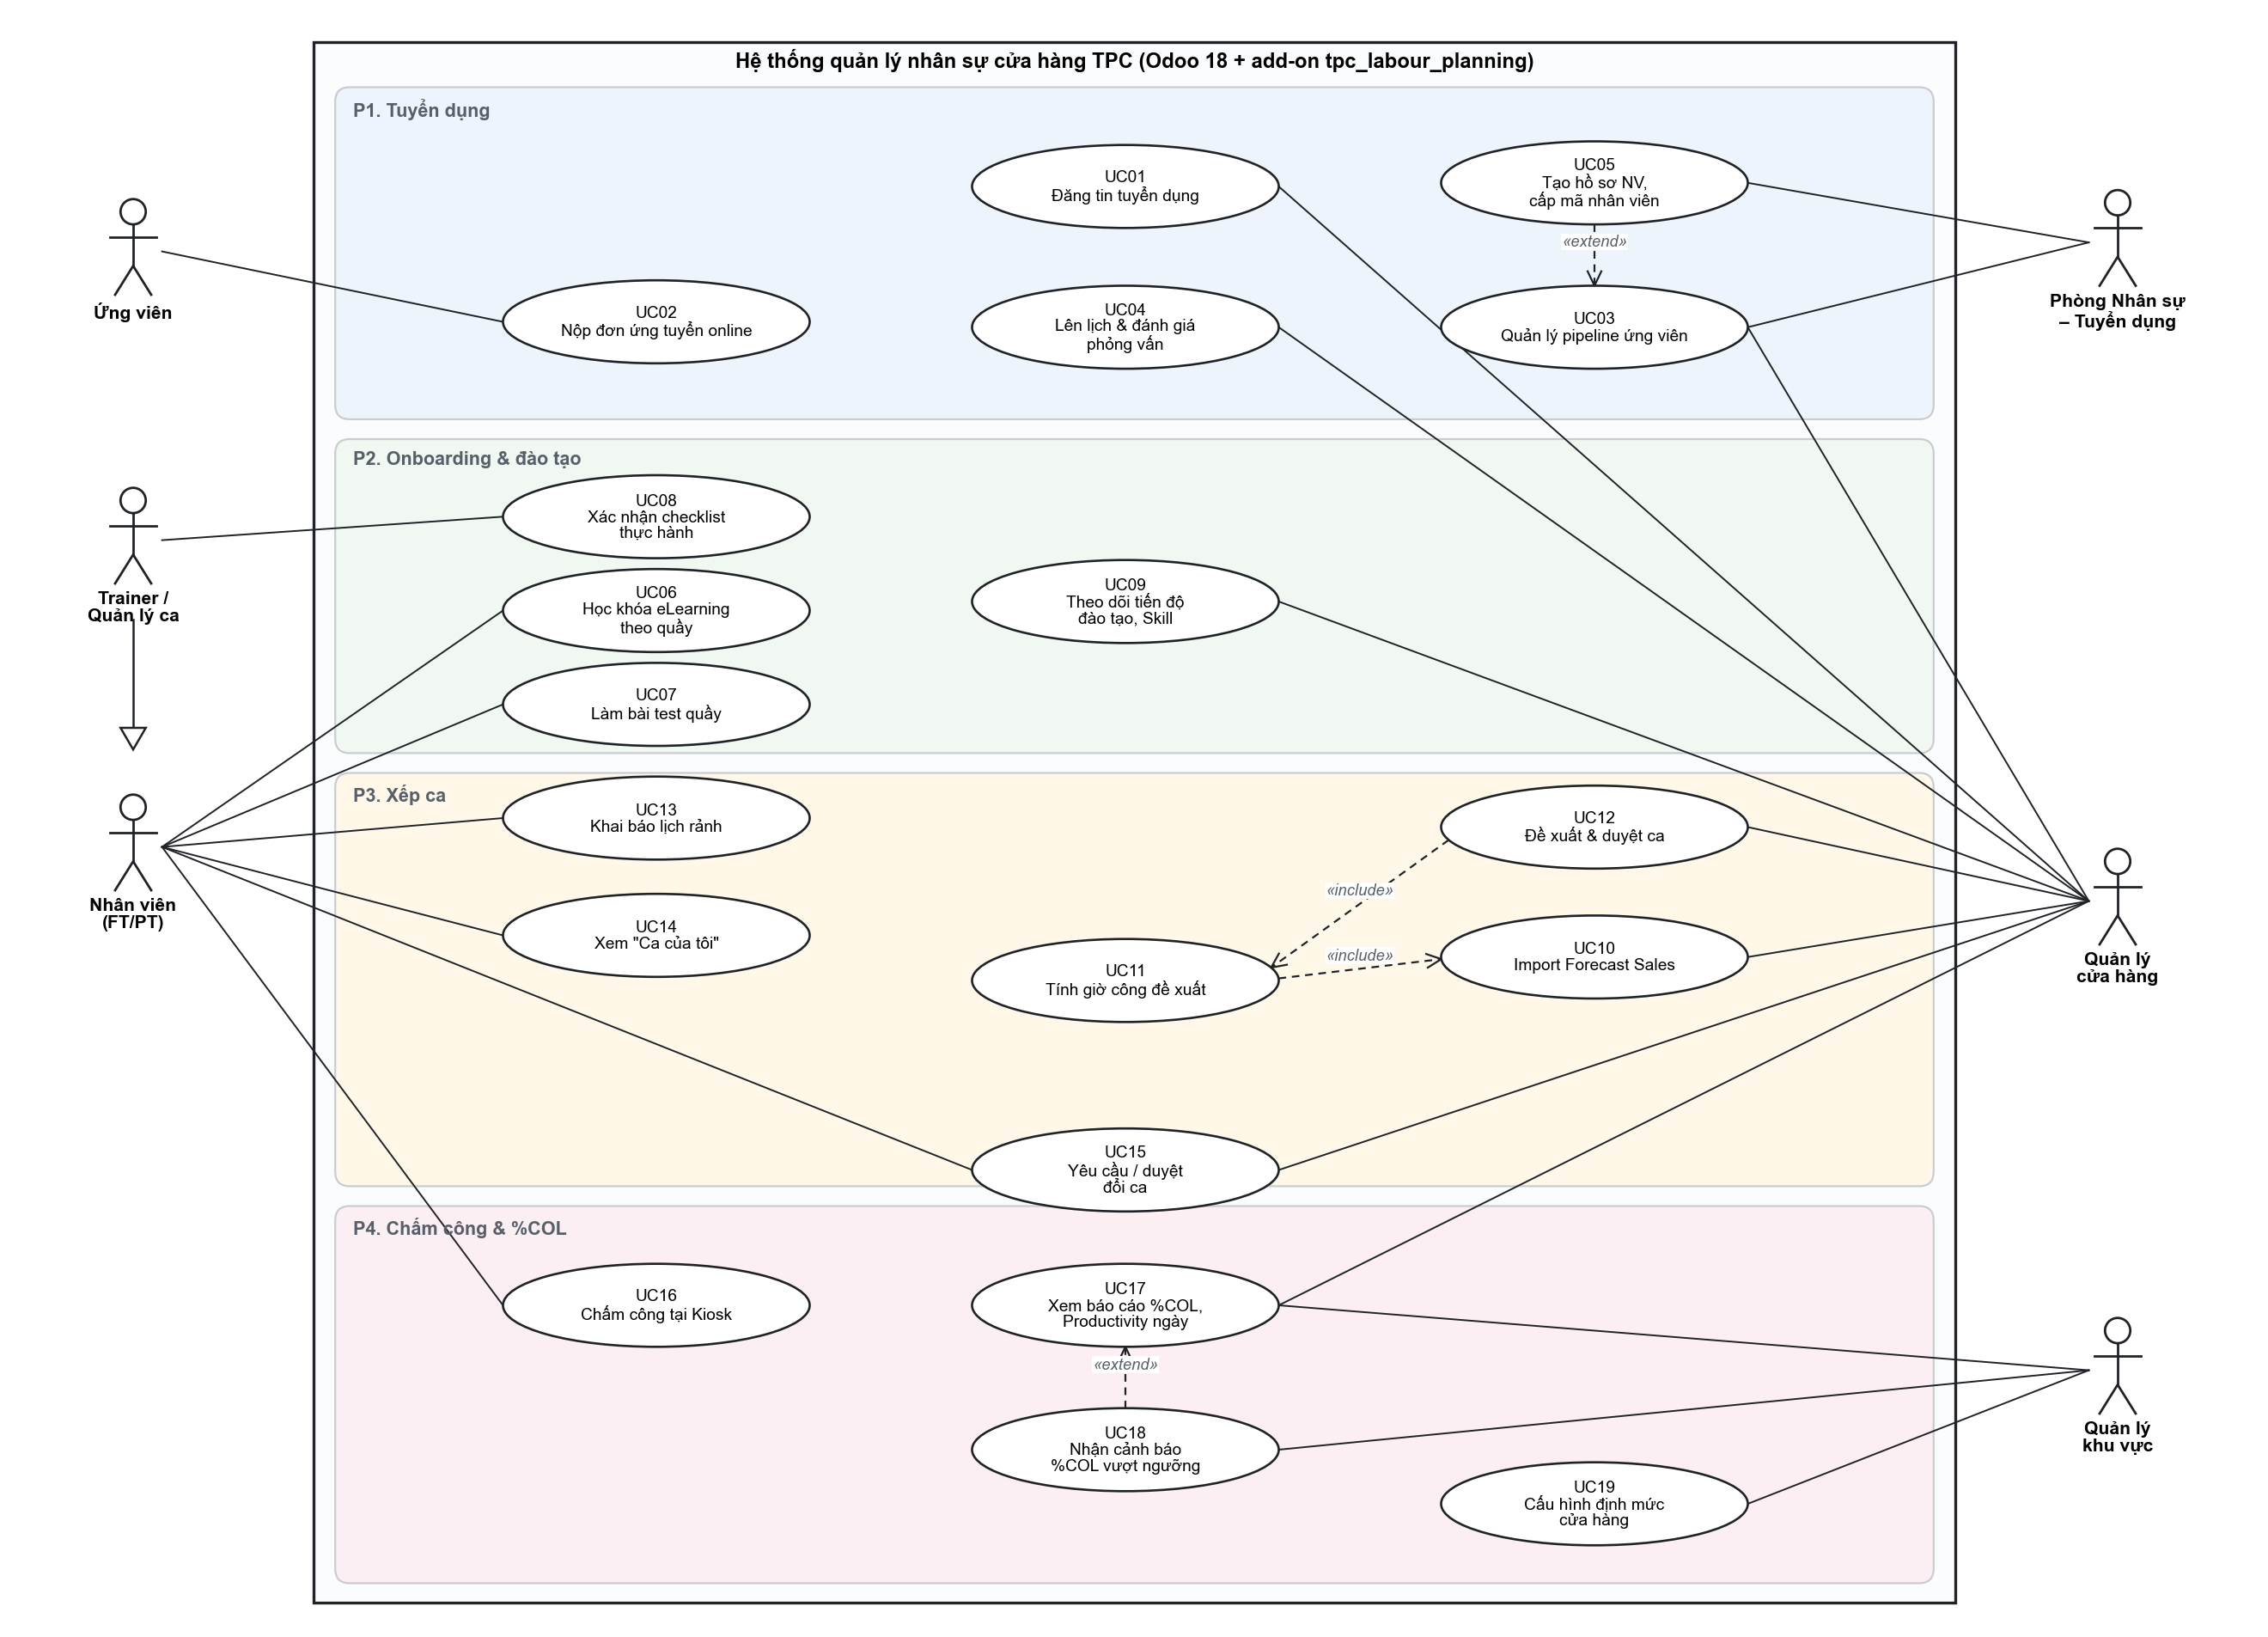 Hệ thống quản lý nhân sự cửa hàng TPC (Odoo 18 + add-on tpc_labour_planning)
P1. Tuyển dụng
UC01
Đăng tin tuyển dụng
UC05
Tạo hồ sơ NV,
cấp mã nhân viên
«extend»
UC02
Nộp đơn ứng tuyển online
UC04
Lên lịch & đánh giá
phỏng vấn
UC03
Quản lý pipeline ứng viên
Ứng viên
Phòng Nhân sự
– Tuyển dụng
P2. Onboarding & đào tạo
UC08
Xác nhận checklist
thực hành
UC06
Học khóa eLearning
theo quầy
UC09
Theo dõi tiến độ
đào tạo, Skill
UC07
Làm bài test quầy
Trainer /
Quản lý ca
P3. Xếp ca
UC13
Khai báo lịch rảnh
UC12
Đề xuất & duyệt ca
«include»
UC14
Xem "Ca của tôi"
UC11
Tính giờ công đề xuất
«include»
UC10
Import Forecast Sales
Nhân viên
(FT/PT)
Quản lý
cửa hàng
UC15
Yêu cầu / duyệt
đổi ca
P4. Chấm công & %COL
UC16
Chấm công tại Kiosk
UC17
Xem báo cáo %COL,
Productivity ngày
«extend»
UC18
Nhận cảnh báo
%COL vượt ngưỡng
UC19
Cấu hình định mức
cửa hàng
Quản lý
khu vực